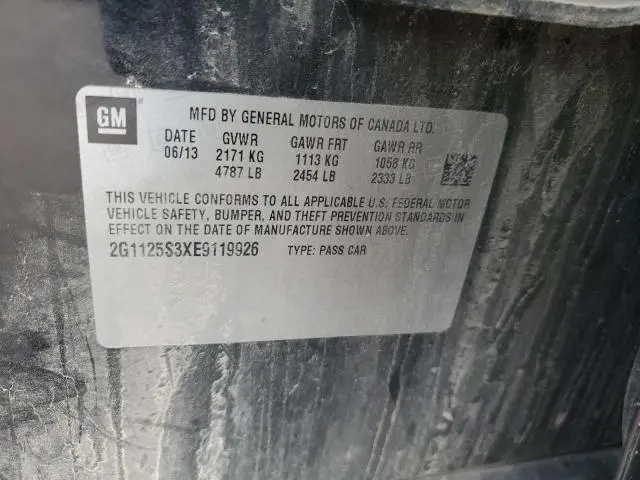 GM
MFD BY GENERAL MOTORS OF CANADA LTD.
DATE GVWR GAWR FRT GAWR RR
06/13 2171 KG 1113 KG 1058 KG
4787 LB 2454 LB 2333 LB
THIS VEHICLE CONFORMS TO ALL APPLICABLE U.S. FEDERAL MOTOR
VEHICLE SAFETY, BUMPER, AND THEFT PREVENTION STANDARDS IN
EFFECT ON THE DATE OF MANUFACTURE SHOWN ABOVE.
2G1125S3XE9119926 TYPE: PASS CAR